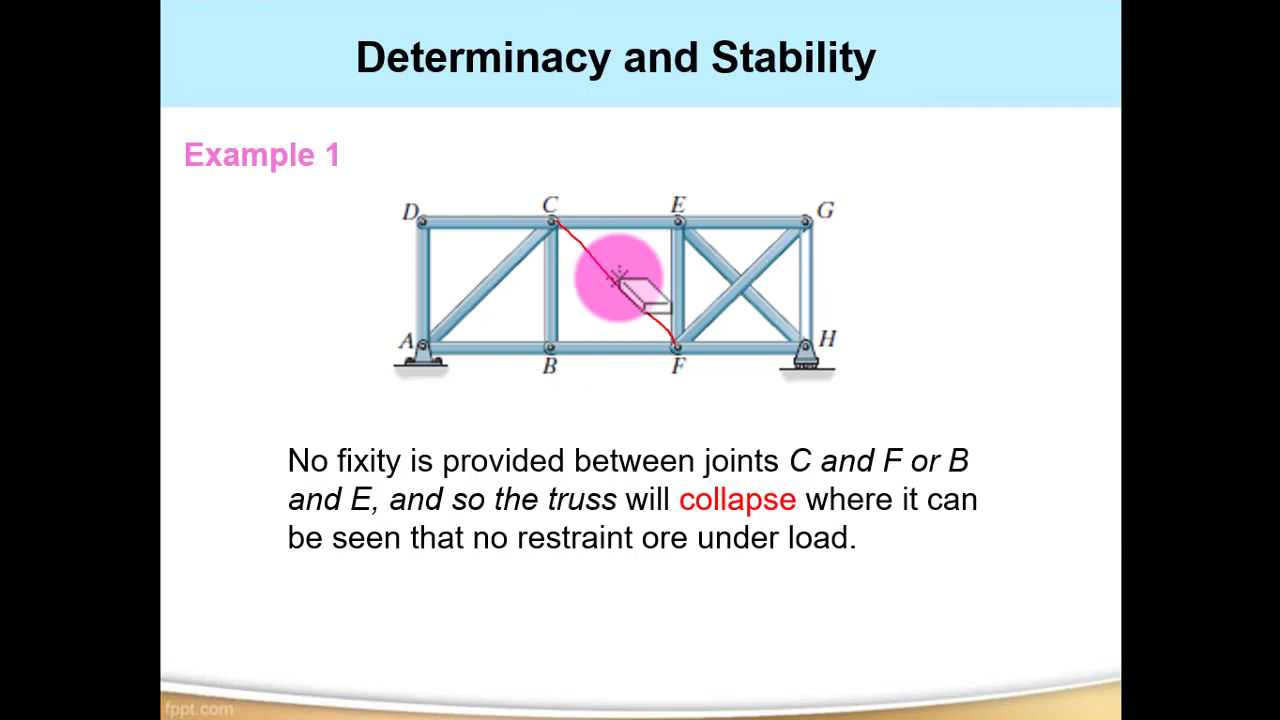 Determinacy and Stability
Example 1
D C E G
A B F H
No fixity is provided between joints C and F or B
and E, and so the truss will collapse where it can
be seen that no restraint ore under load.
fppt.com